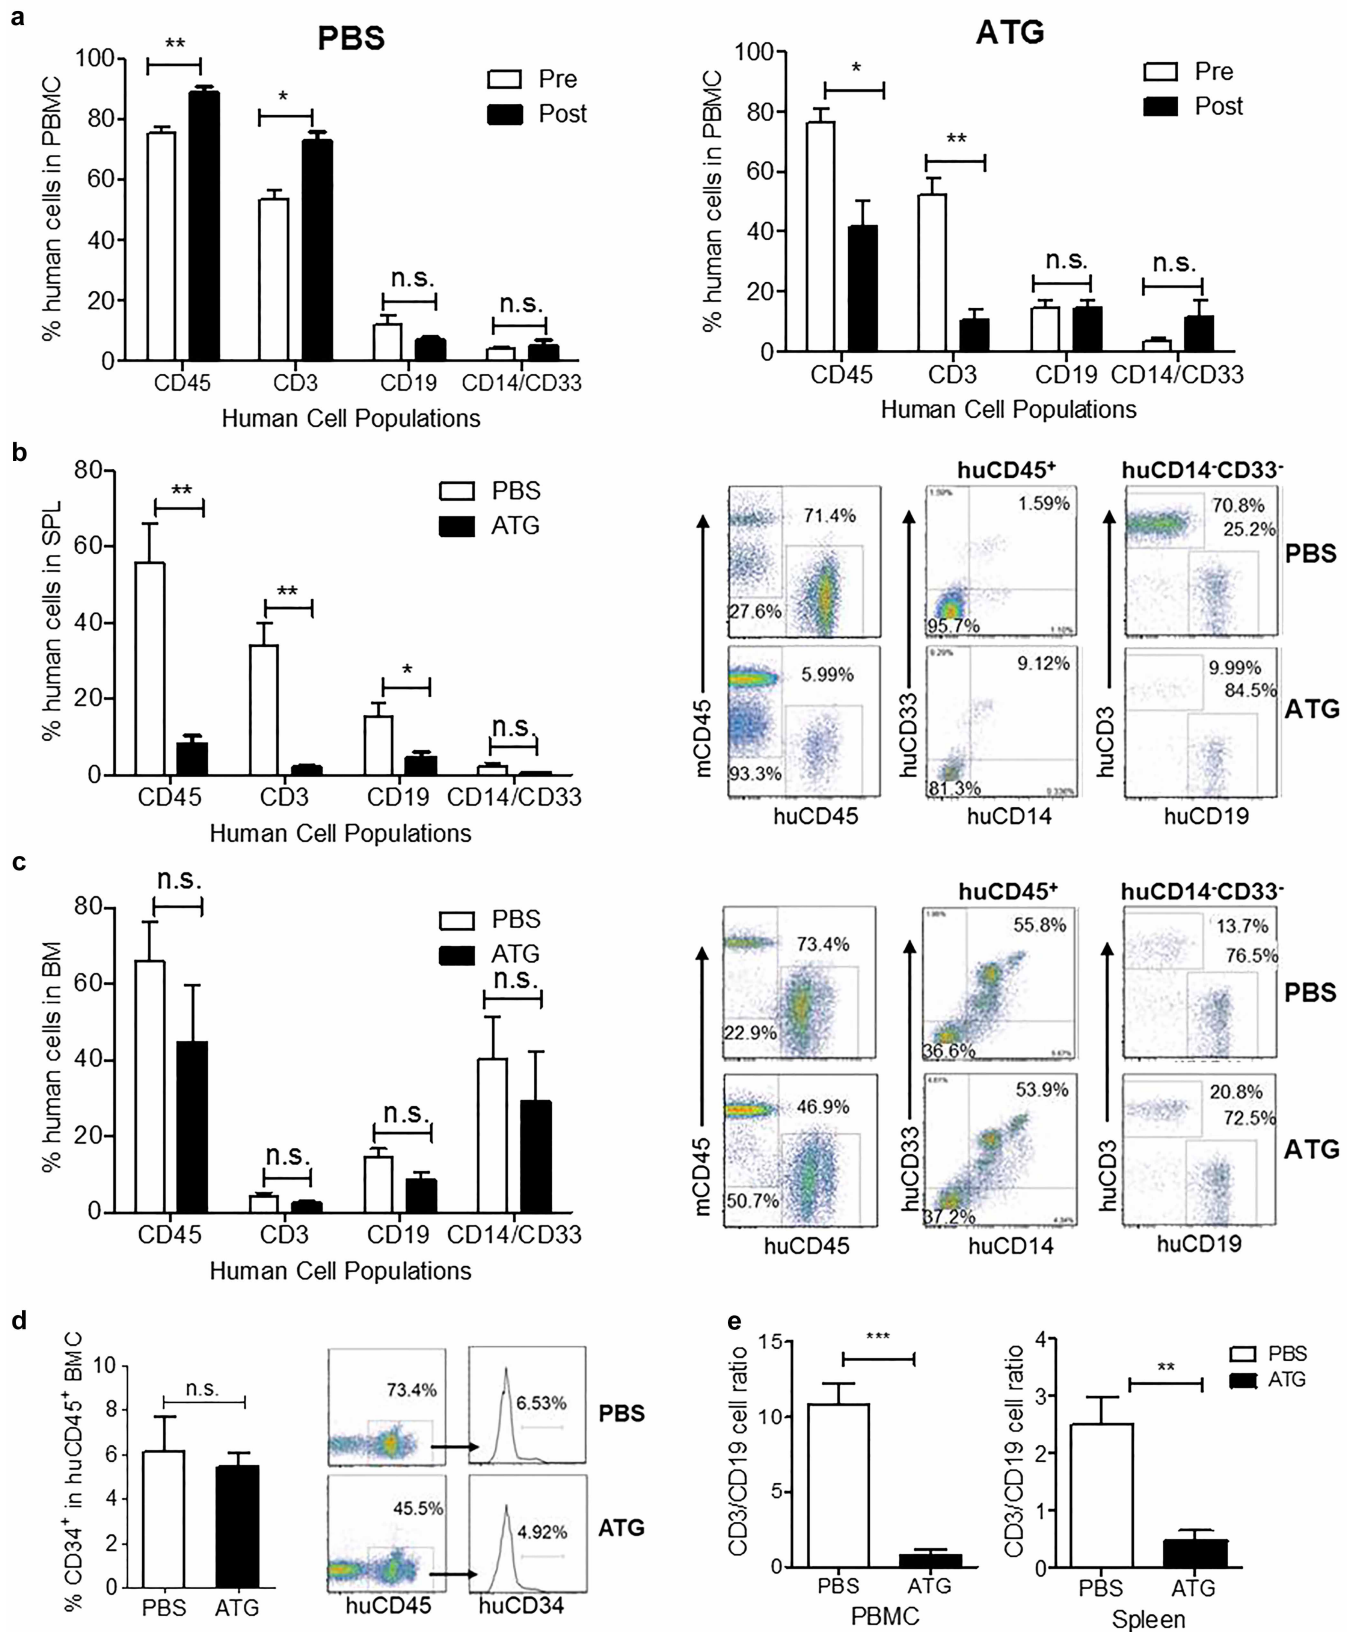 a
PBS
% human cells in PBMC
100
80
60
40
20
0
**
*
n.s.
n.s.
Pre
Post
CD45 CD3 CD19 CD14/CD33
Human Cell Populations
ATG
% human cells in PBMC
100
80
60
40
20
0
*
**
n.s.
n.s.
Pre
Post
CD45 CD3 CD19 CD14/CD33
Human Cell Populations
b
% human cells in SPL
80
60
40
20
0
**
**
*
n.s.
PBS
ATG
CD45 CD3 CD19 CD14/CD33
Human Cell Populations
huCD45+ huCD14-CD33-
71.4%
27.6%
1.59%
1.59%
95.7%
1.10%
70.8%
25.2%
PBS
5.99%
93.3%
9.12%
81.3%
9.99%
84.5%
ATG
mCD45
huCD33
huCD3
huCD45 huCD14 huCD19
c
% human cells in BM
80
60
40
20
0
n.s.
n.s.
n.s.
n.s.
PBS
ATG
CD45 CD3 CD19 CD14/CD33
Human Cell Populations
huCD45+ huCD14-CD33-
73.4%
22.9%
55.8%
36.6%
13.7%
76.5%
PBS
46.9%
50.7%
53.9%
37.2%
20.8%
72.5%
ATG
mCD45
huCD33
huCD3
huCD45 huCD14 huCD19
d
% CD34+ in huCD45+ BMC
10
8
6
4
2
0
n.s.
PBS ATG
73.4%
6.53%
PBS
45.5%
4.92%
ATG
huCD45 huCD34
e
CD3/CD19 cell ratio
15
10
5
0
***
PBS ATG
PBMC
CD3/CD19 cell ratio
4
3
2
1
0
**
PBS
ATG
PBS ATG
Spleen